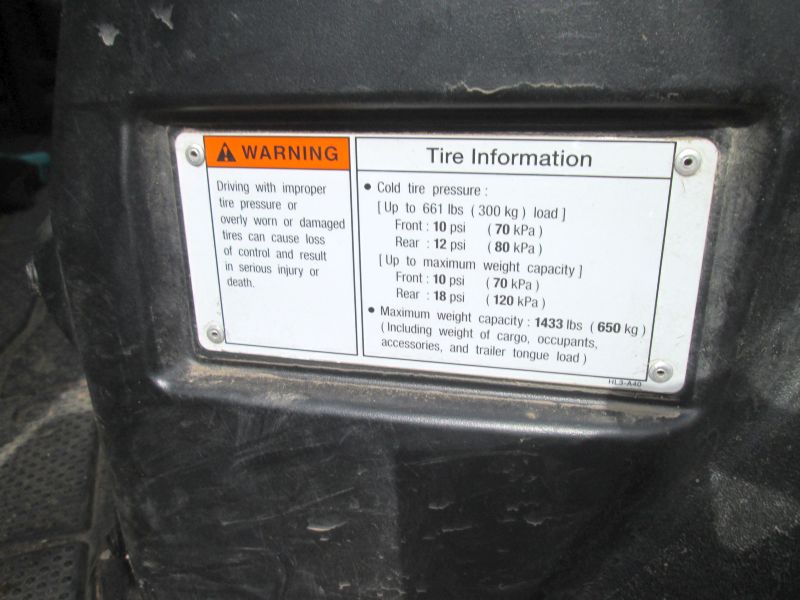 WARNING
Driving with improper
tire pressure or
overly worn or damaged
tires can cause loss
of control and result
in serious injury or
death.
Tire Information
• Cold tire pressure :
[ Up to 661 lbs ( 300 kg ) load ]
Front : 10 psi ( 70 kPa )
Rear : 12 psi ( 80 kPa )
[ Up to maximum weight capacity ]
Front : 10 psi ( 70 kPa )
Rear : 18 psi ( 120 kPa )
• Maximum weight capacity : 1433 lbs ( 650 kg )
( Including weight of cargo, occupants,
accessories, and trailer tongue load )
HL3-A40